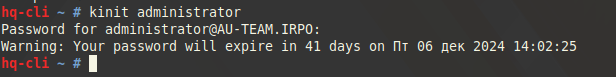 hq-cli ~ # kinit administrator
Password for administrator@AU-TEAM.IRPO:
Warning: Your password will expire in 41 days on Пт 06 дек 2024 14:02:25
hq-cli ~ #